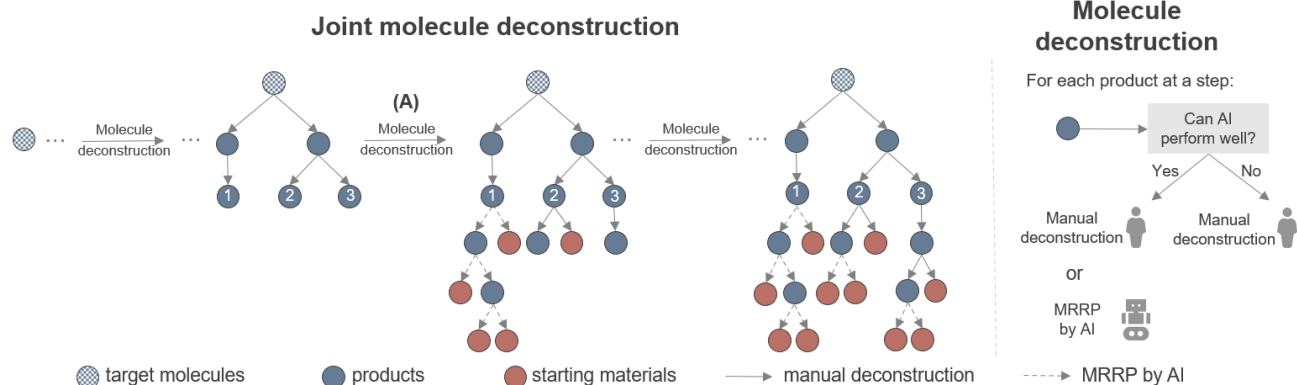 Joint molecule deconstruction
Molecule
deconstruction
For each product at a step:
(A)
... Molecule
deconstruction ...
Molecule
deconstruction
... Molecule
deconstruction ...
Can AI
perform well?
Yes
No
1
2
3
1
2
3
1
2
3
Manual
deconstruction
Manual
deconstruction
or
MRRP
by AI
target molecules
products
starting materials
manual deconstruction
MRRP by AI